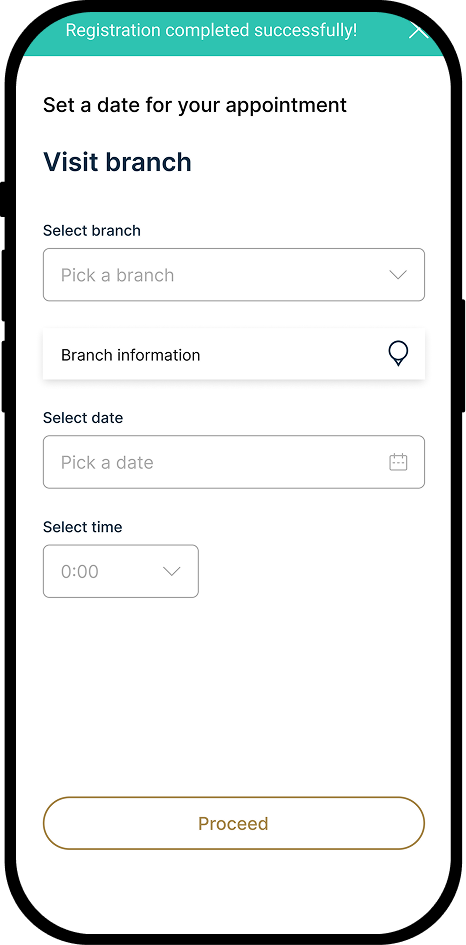 Registration completed successfully!
Set a date for your appointment
Visit branch
Select branch
Pick a branch
Branch information
Select date
Pick a date
Select time
0:00
Proceed